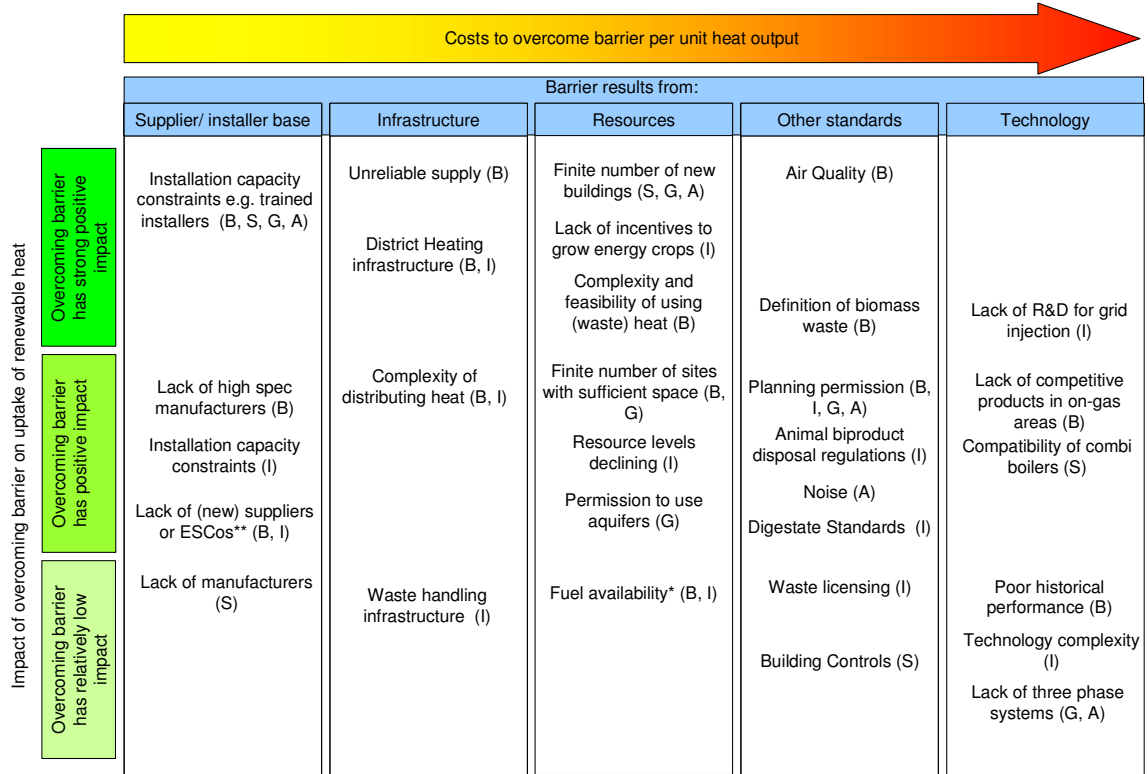 Costs to overcome barrier per unit heat output
Barrier results from:
Supplier/ installer base
Infrastructure
Resources
Other standards
Technology
Impact of overcoming barrier on uptake of renewable heat
Overcoming barrier
has strong positive
impact
Installation capacity
constraints e.g. trained
installers (B, S, G, A)
Unreliable supply (B)
District Heating
infrastructure (B, I)
Finite number of new
buildings (S, G, A)
Lack of incentives to
grow energy crops (I)
Complexity and
feasibility of using
(waste) heat (B)
Air Quality (B)
Definition of biomass
waste (B)
Lack of R&D for grid
injection (I)
Overcoming barrier
has positive impact
Lack of high spec
manufacturers (B)
Installation capacity
constraints (I)
Lack of (new) suppliers
or ESCos** (B, I)
Complexity of
distributing heat (B, I)
Finite number of sites
with sufficient space (B,
G)
Resource levels
declining (I)
Permission to use
aquifers (G)
Planning permission (B,
I, G, A)
Animal biproduct
disposal regulations (I)
Noise (A)
Digestate Standards (I)
Lack of competitive
products in on-gas
areas (B)
Compatibility of combi
boilers (S)
Overcoming barrier
has relatively low
impact
Lack of manufacturers
(S)
Waste handling
infrastructure (I)
Fuel availability* (B, I)
Waste licensing (I)
Building Controls (S)
Poor historical
performance (B)
Technology complexity
(I)
Lack of three phase
systems (G, A)